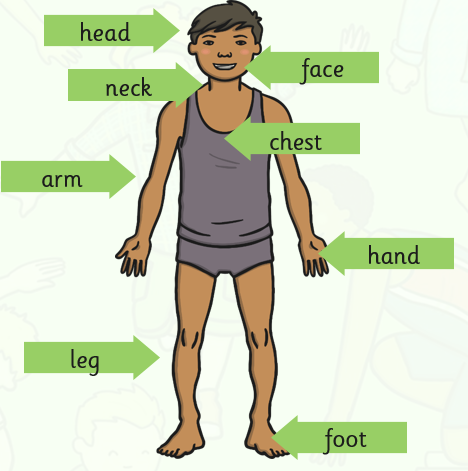 head
face
neck
chest
arm
hand
leg
foot